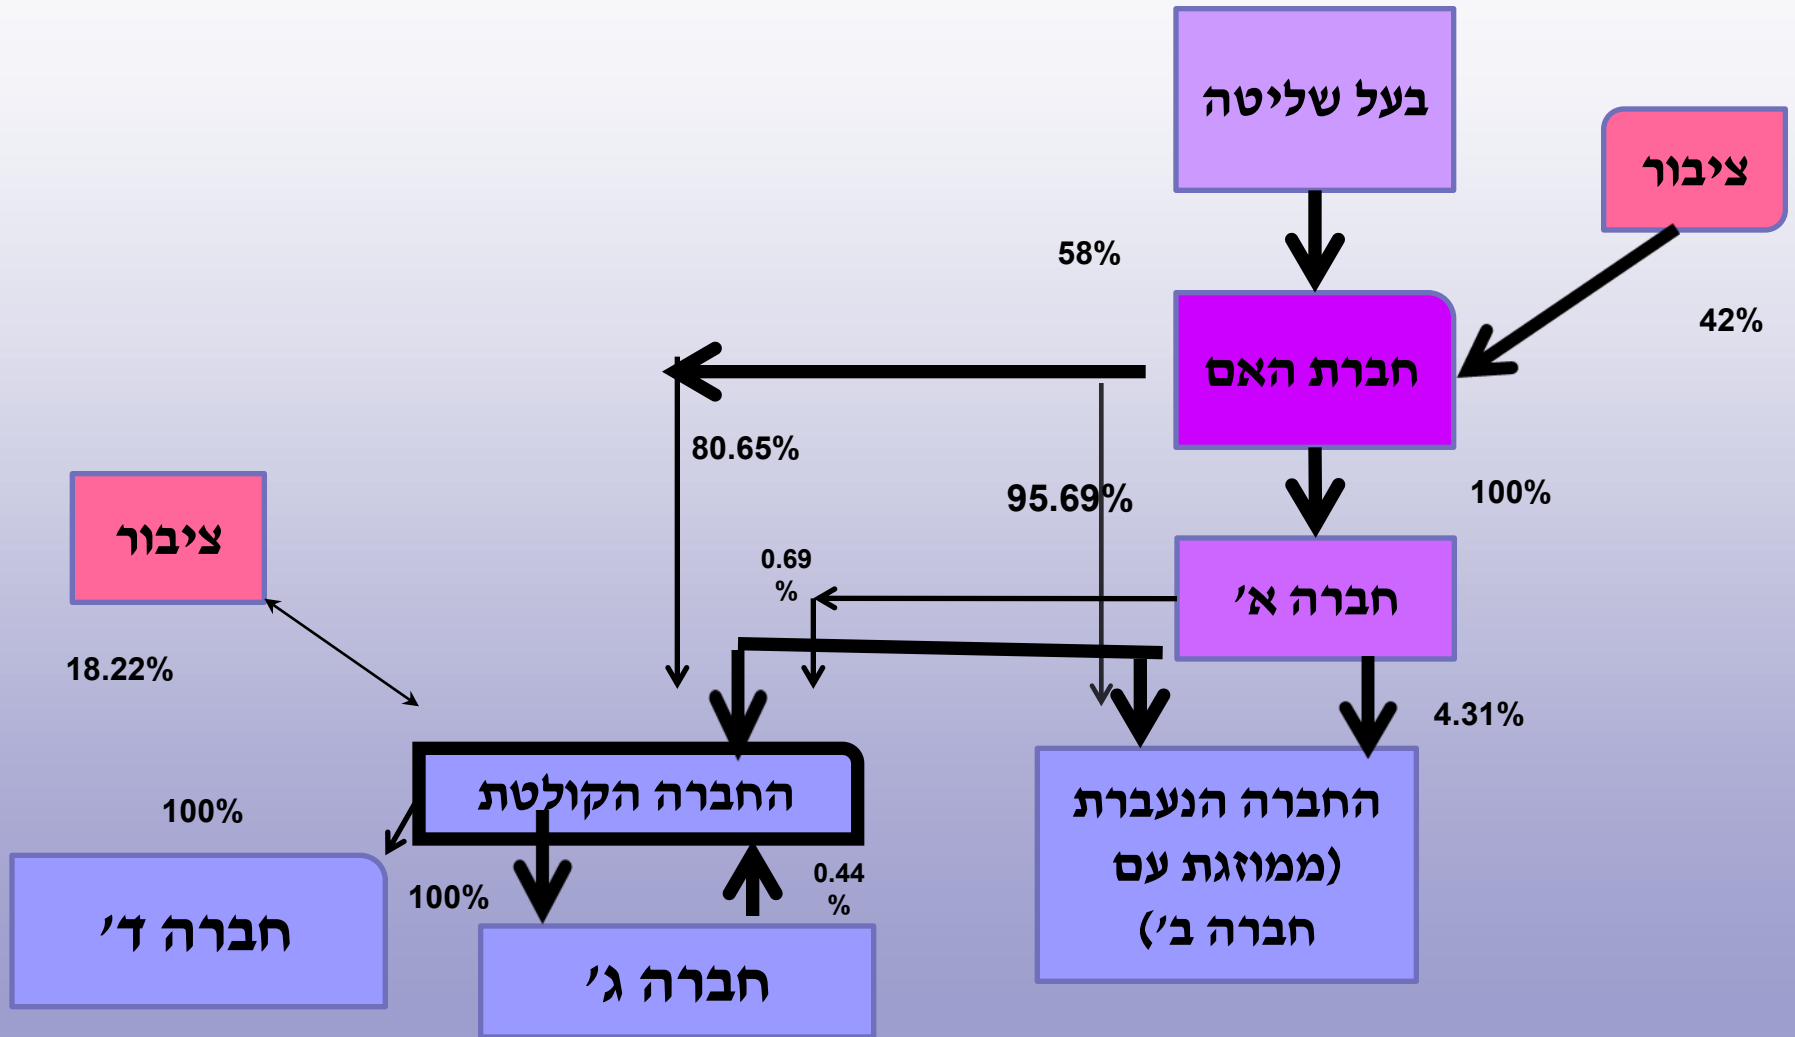 בעל שליטה
ציבור
58%
42%
חברת האם
80.65%
95.69%
100%
ציבור
0.69
%
חברה א׳
18.22%
4.31%
החברה הקולטת
החברה הנעברת
(ממוזגת עם
חברה ב׳)
100%
100%
0.44
%
חברה ד׳
חברה ג׳